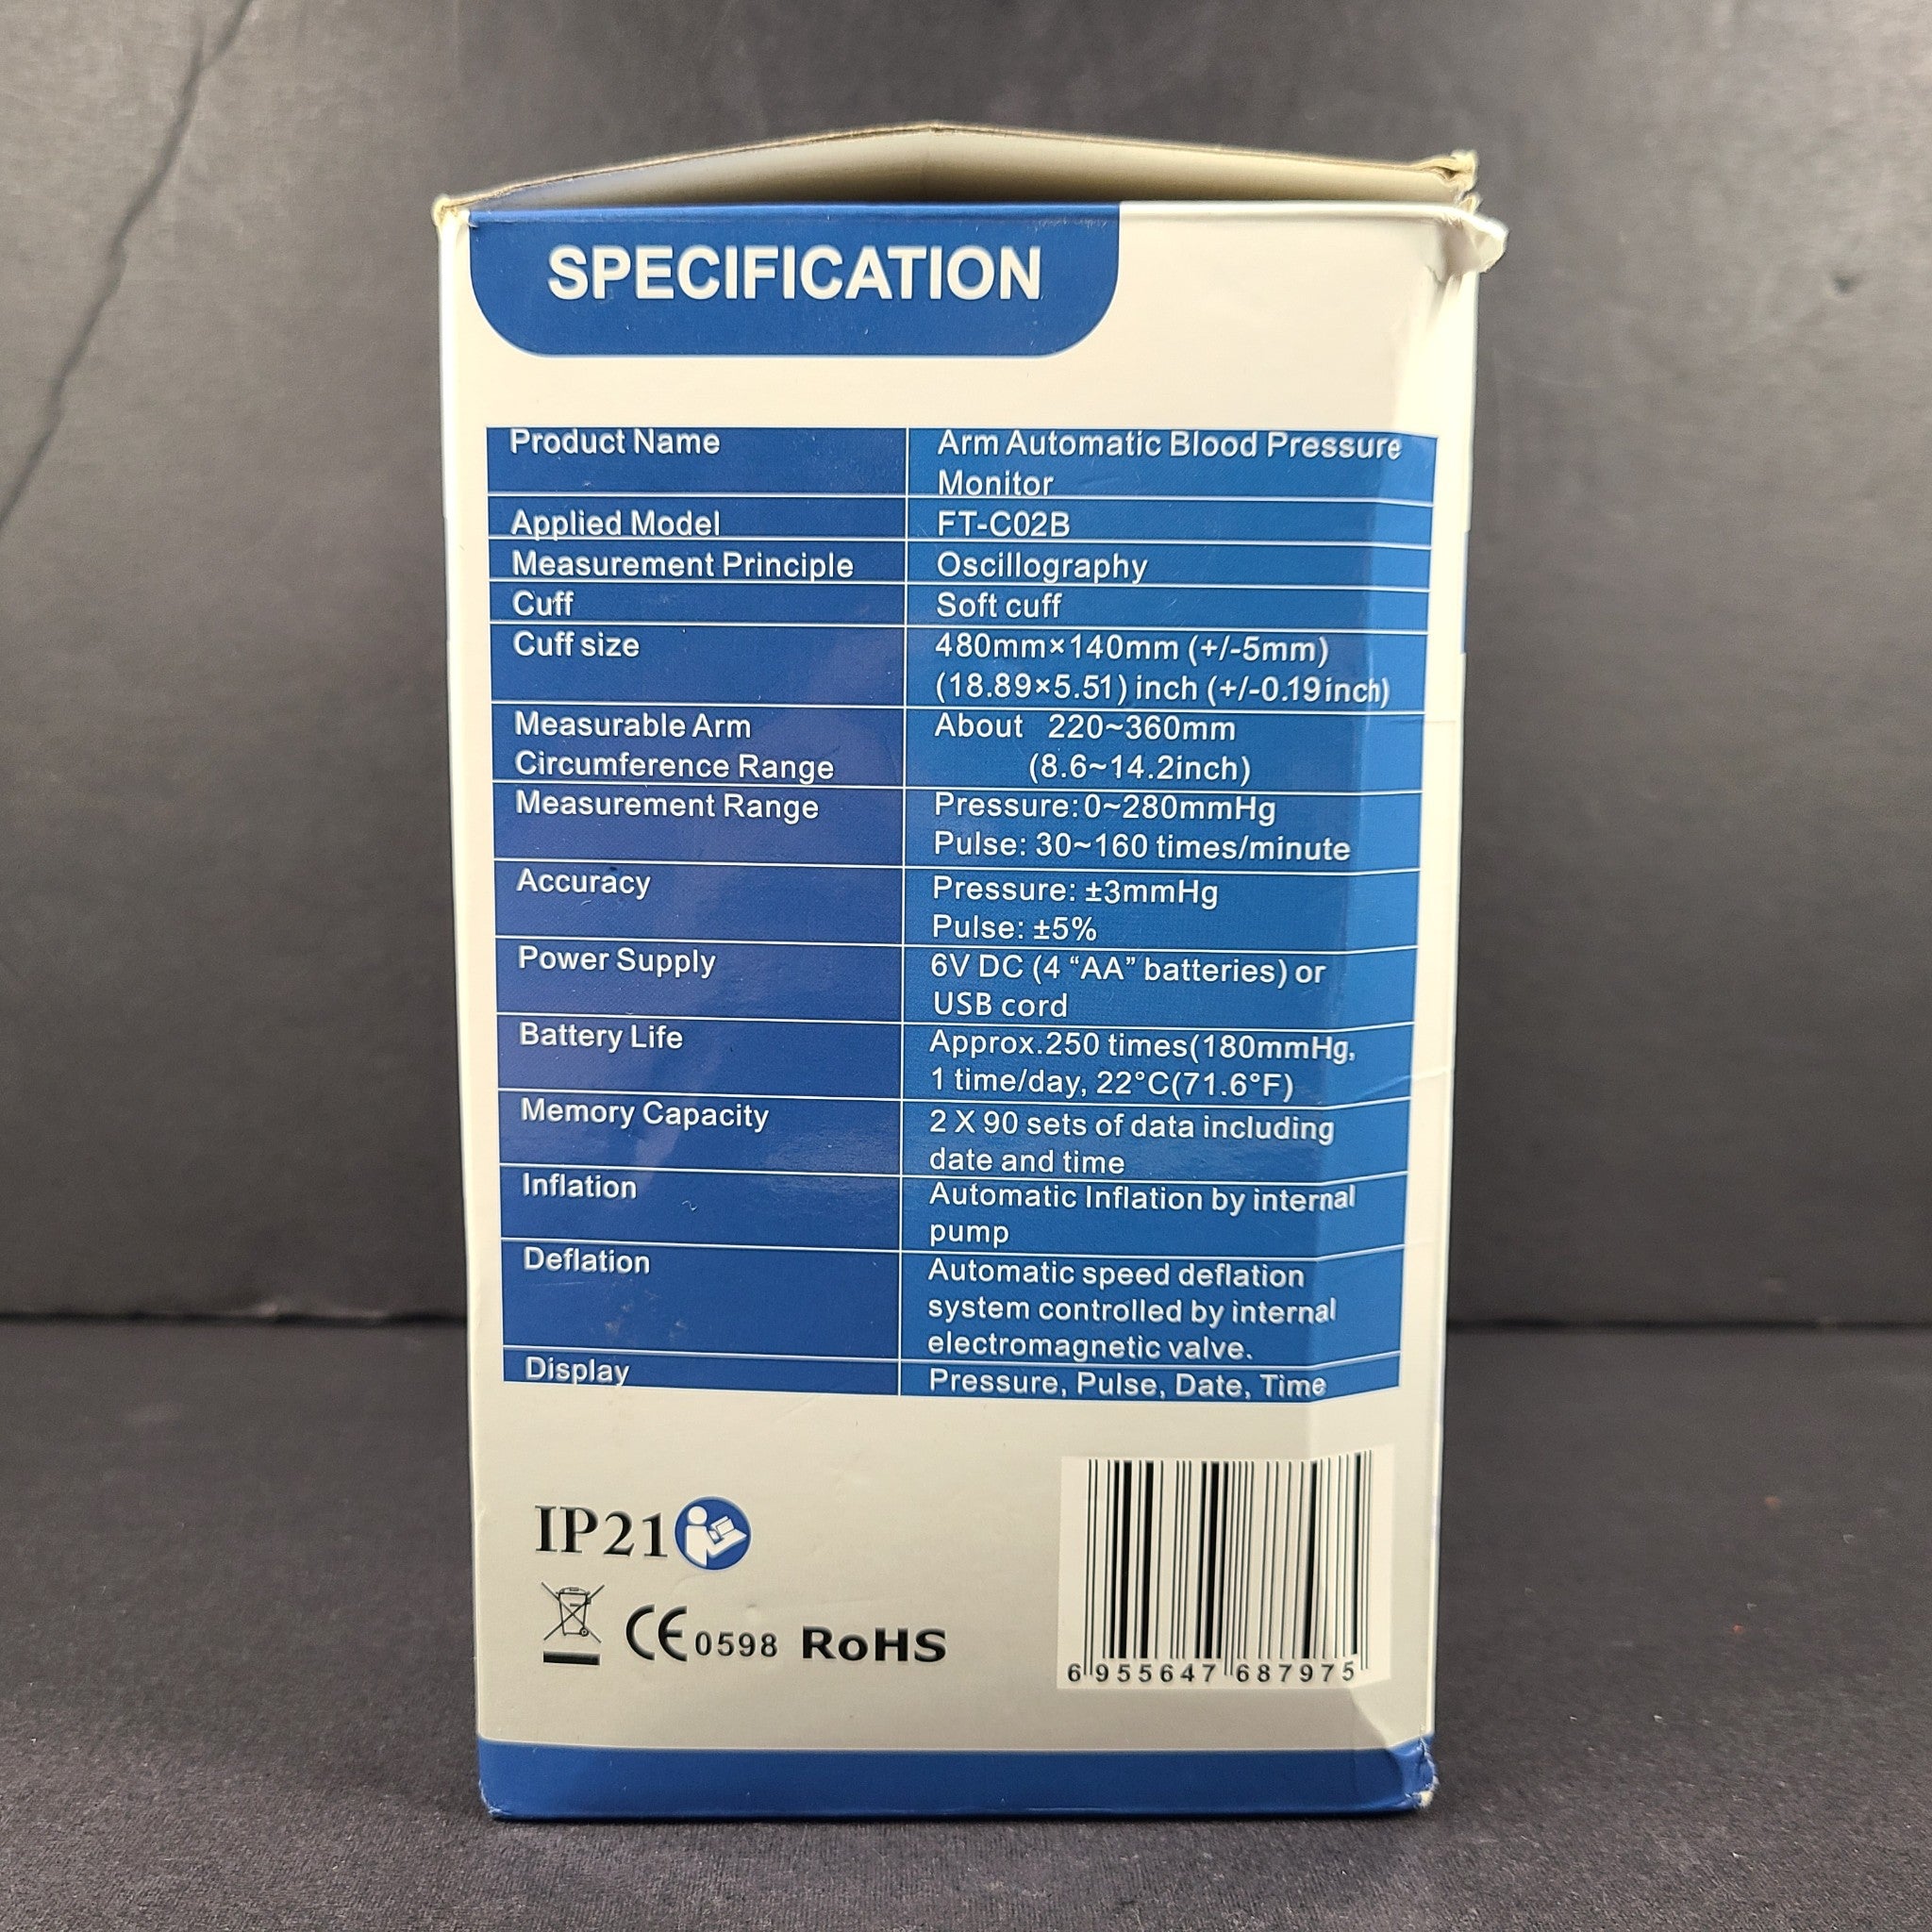 SPECIFICATION
Product Name
Arm Automatic Blood Pressure
Monitor
Applied Model
FT-C02B
Measurement Principle
Oscillography
Cuff
Soft cuff
Cuff size
480mm×140mm (+/-5mm)
(18.89×5.51) inch (+/-0.19inch)
Measurable Arm
Circumference Range
About 220~360mm
(8.6~14.2inch)
Measurement Range
Pressure:0~280mmHg
Pulse: 30~160 times/minute
Accuracy
Pressure: ±3mmHg
Pulse: ±5%
Power Supply
6V DC (4 “AA” batteries) or
USB cord
Battery Life
Approx.250 times(180mmHg,
1 time/day, 22°C(71.6°F)
Memory Capacity
2 X 90 sets of data including
date and time
Inflation
Automatic Inflation by internal
pump
Deflation
Automatic speed deflation
system controlled by internal
electromagnetic valve.
Display
Pressure, Pulse, Date, Time
IP21
CE 0598 RoHS
6 955647 687975